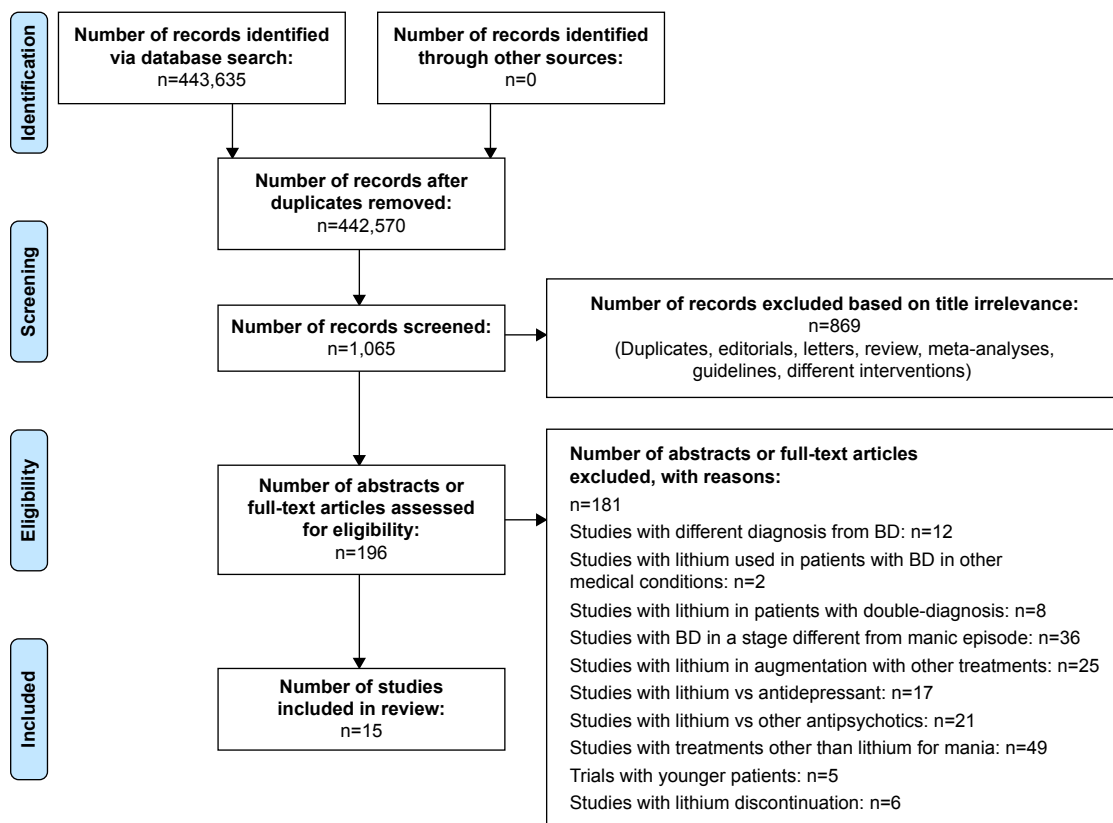 Identification
Number of records identified
via database search:
n=443,635
Number of records identified
through other sources:
n=0
Number of records after
duplicates removed:
n=442,570
Screening
Number of records screened:
n=1,065
Number of records excluded based on title irrelevance:
n=869
(Duplicates, editorials, letters, review, meta-analyses,
guidelines, different interventions)
Eligibility
Number of abstracts or
full-text articles assessed
for eligibility:
n=196
Number of abstracts or full-text articles
excluded, with reasons:
n=181
Studies with different diagnosis from BD: n=12
Studies with lithium used in patients with BD in other
medical conditions: n=2
Studies with lithium in patients with double-diagnosis: n=8
Studies with BD in a stage different from manic episode: n=36
Studies with lithium in augmentation with other treatments: n=25
Studies with lithium vs antidepressant: n=17
Studies with lithium vs other antipsychotics: n=21
Studies with treatments other than lithium for mania: n=49
Trials with younger patients: n=5
Studies with lithium discontinuation: n=6
Included
Number of studies
included in review:
n=15